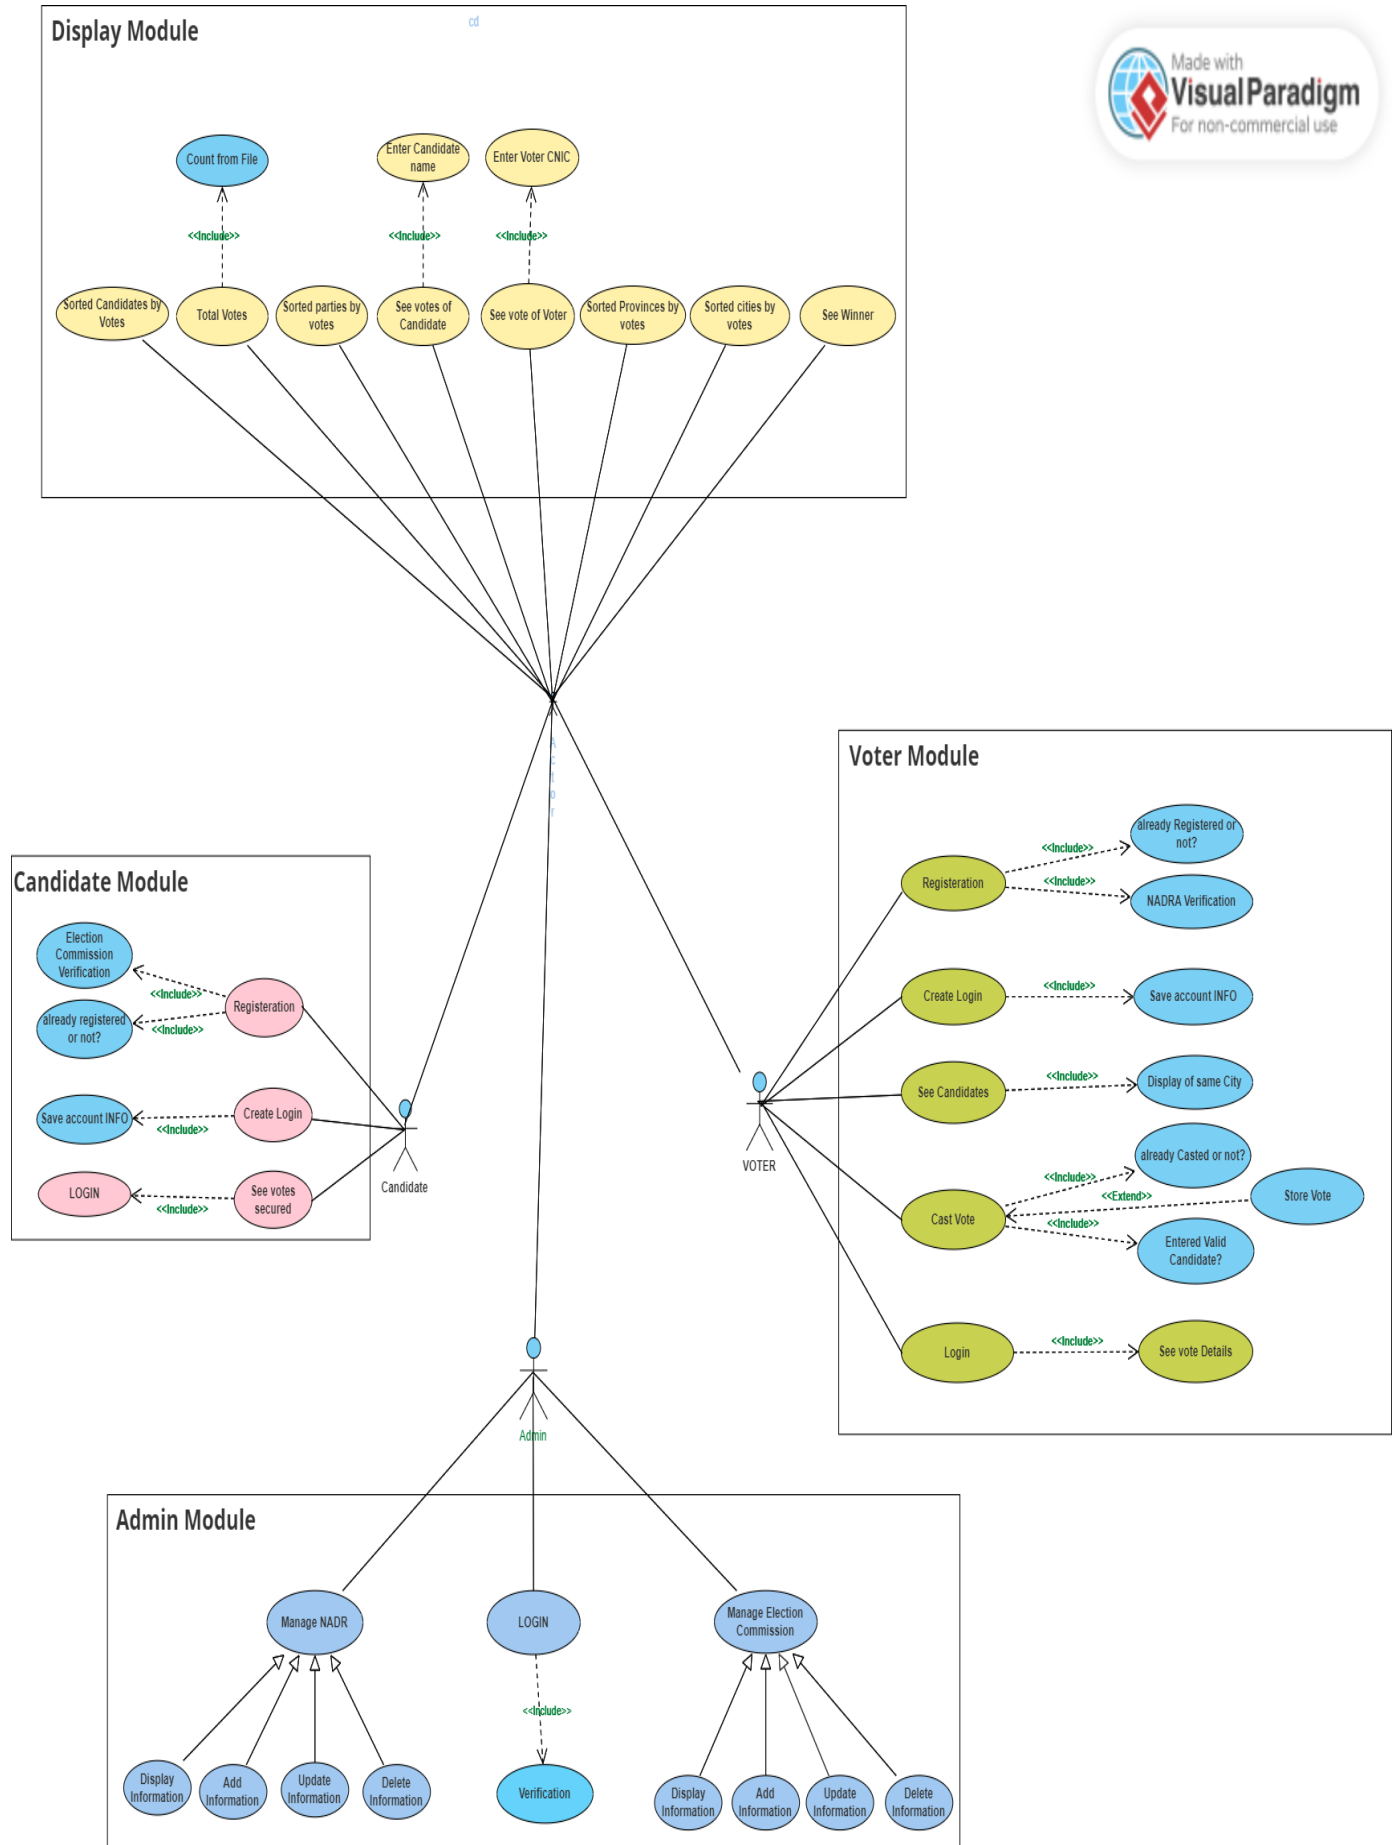 Display Module
cd
Made with
Visual Paradigm
For non-commercial use
Count from File
Enter Candidate
name
Enter Voter CNIC
<<Include>>
<<Include>>
<<Include>>
Sorted Candidates by
Votes
Total Votes
Sorted parties by
votes
See votes of
Candidate
See vote of Voter
Sorted Provinces by
votes
Sorted cities by
votes
See Winner
A
c
t
o
r
Voter Module
already Registered or
not?
<<Include>>
<<Include>>
Registeration
NADRA Verification
Create Login
<<Include>>
Save account INFO
See Candidates
<<Include>>
Display of same City
already Casted or not?
<<Include>>
<<Extend>>
Store Vote
Cast Vote
<<Include>>
Entered Valid
Candidate?
Login
<<Include>>
See vote Details
VOTER
Candidate Module
Election
Commission
Verification
<<Include>>
Registeration
already registered
or not?
<<Include>>
Save account INFO
<<Include>>
Create Login
LOGIN
<<Include>>
See votes
secured
Candidate
Admin
Admin Module
Manage NADR
LOGIN
Manage Election
Commission
<<Include>>
Display
Information
Add
Information
Update
Information
Delete
Information
Verification
Display
Information
Add
Information
Update
Information
Delete
Information